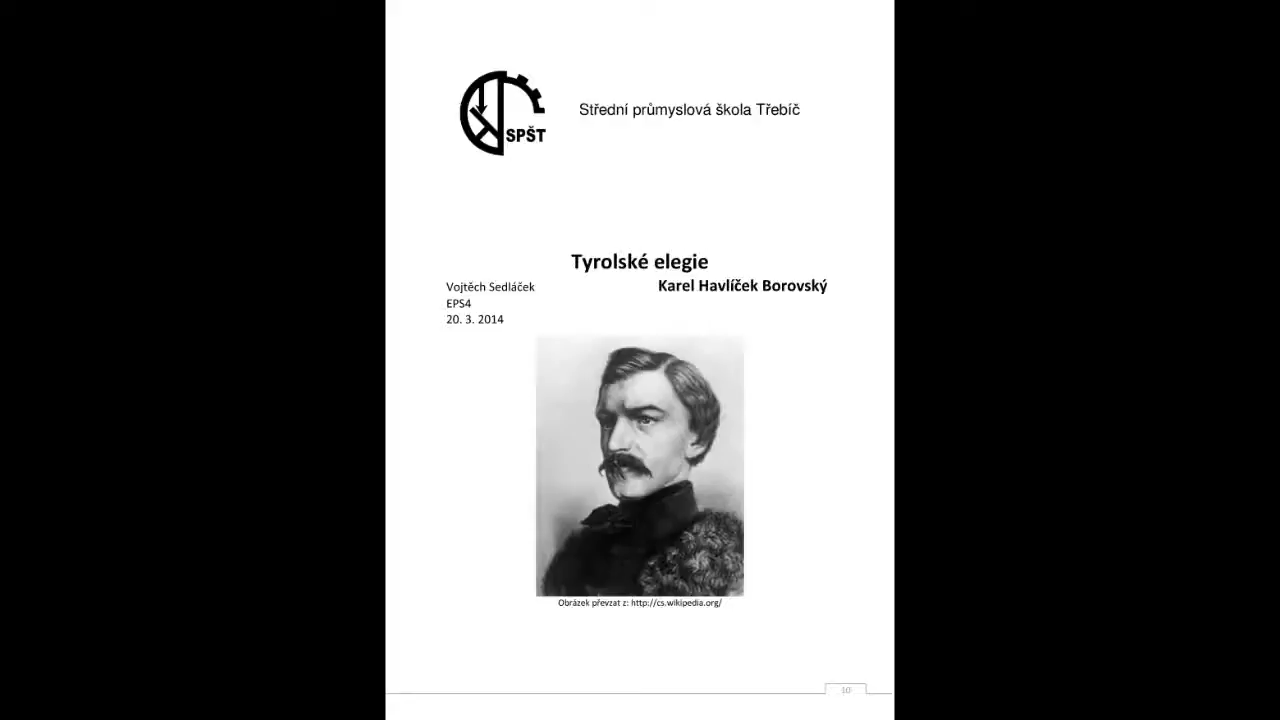 SPŠT
Střední průmyslová škola Třebíč
Tyrolské elegie
Karel Havlíček Borovský
Vojtěch Sedláček
EPS4
20. 3. 2014
Obrázek převzat z: http://cs.wikipedia.org/
10